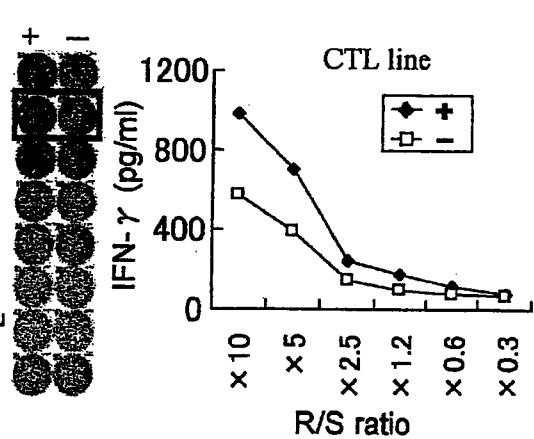 + −
CTL line
1200
800
400
0
IFN-γ (pg/ml)
+
−
×10 ×5 ×2.5 ×1.2 ×0.6 ×0.3
R/S ratio